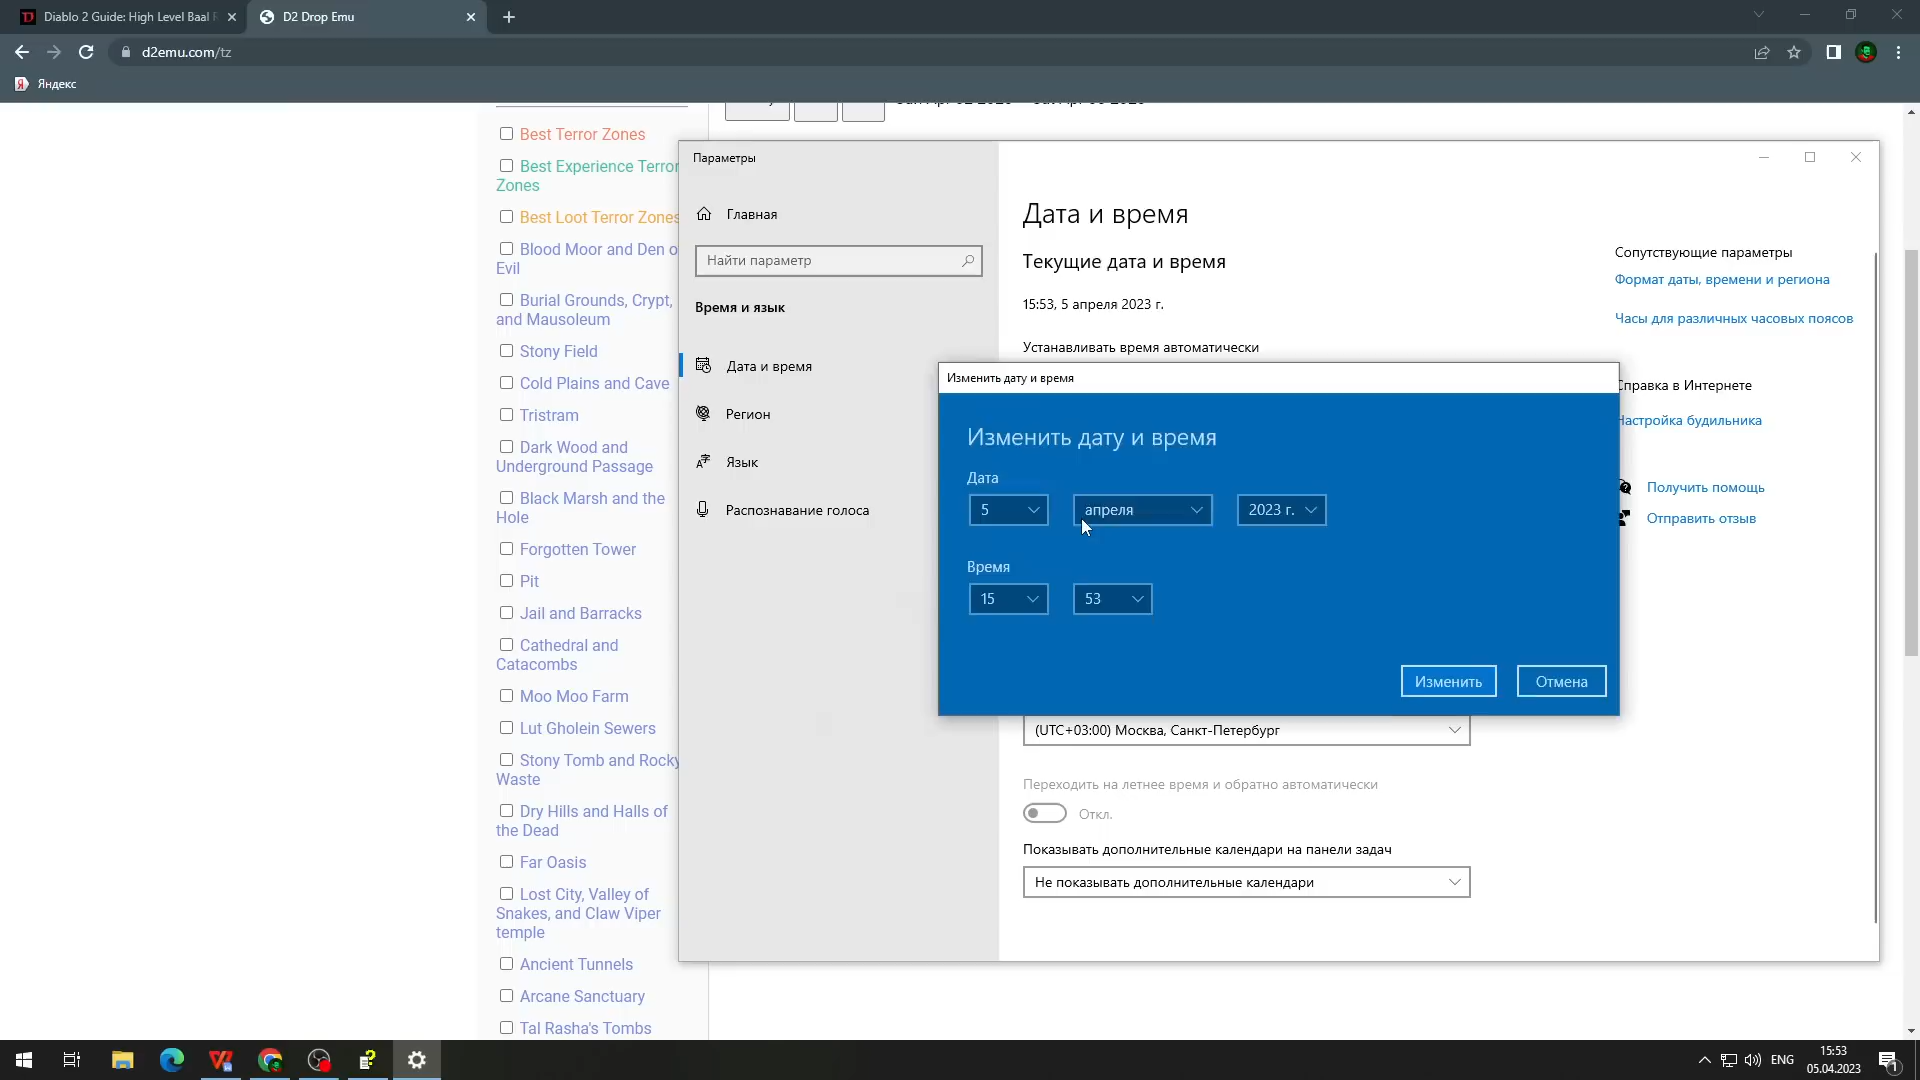 Diablo 2 Guide: High Level Baal
D2 Drop Emu
d2emu.com/tz
Яндекс
Best Terror Zones
Best Experience Terror
Zones
Best Loot Terror Zones
Blood Moor and Den o
Evil
Burial Grounds, Crypt,
and Mausoleum
Stony Field
Cold Plains and Cave
Tristram
Dark Wood and
Underground Passage
Black Marsh and the
Hole
Forgotten Tower
Pit
Jail and Barracks
Cathedral and
Catacombs
Moo Moo Farm
Lut Gholein Sewers
Stony Tomb and Rocky
Waste
Dry Hills and Halls of
the Dead
Far Oasis
Lost City, Valley of
Snakes, and Claw Viper
temple
Ancient Tunnels
Arcane Sanctuary
Tal Rasha's Tombs
Параметры
Главная
Найти параметр
Время и язык
Дата и время
Регион
Язык
Распознавание голоса
Дата и время
Текущие дата и время
15:53, 5 апреля 2023 г.
Устанавливать время автоматически
Изменить дату и время
Изменить дату и время
Дата
5 апреля 2023 г.
Время
15 53
Изменить Отмена
(UTC+03:00) Москва, Санкт-Петербург
Переходить на летнее время и обратно автоматически
Откл.
Показывать дополнительные календари на панели задач
Не показывать дополнительные календари
Сопутствующие параметры
Формат даты, времени и региона
Часы для различных часовых поясов
Справка в Интернете
Настройка будильника
Получить помощь
Отправить отзыв
ENG
15:53
05.04.2023
1